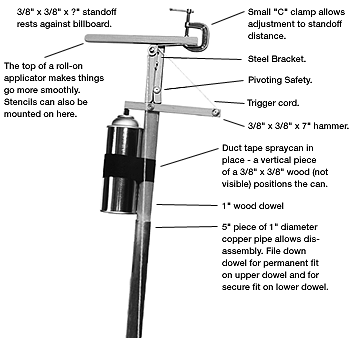 3/8" x 3/8" x ?" standoff
rests against billboard.
Small "C" clamp allows
adjustment to standoff
distance.
The top of a roll-on
applicator makes things
go more smoothly.
Stencils can also be
mounted on here.
Steel Bracket.
Pivoting Safety.
Trigger cord.
3/8" x 3/8" x 7" hammer.
Duct tape spraycan in
place - a vertical piece
of a 3/8" x 3/8" wood (not
visible) positions the can.
1" wood dowel
5" piece of 1" diameter
copper pipe allows dis-
assembly. File down
dowel for permanent fit
on upper dowel and for
secure fit on lower dowel.